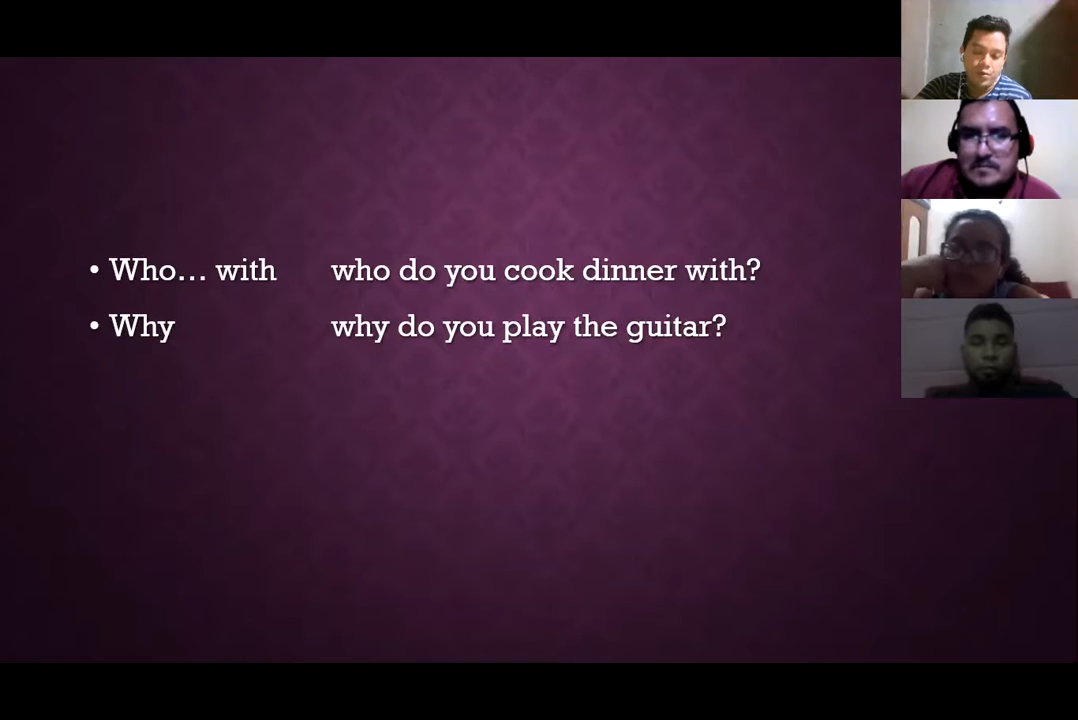 • Who... with who do you cook dinner with?
• Why why do you play the guitar?